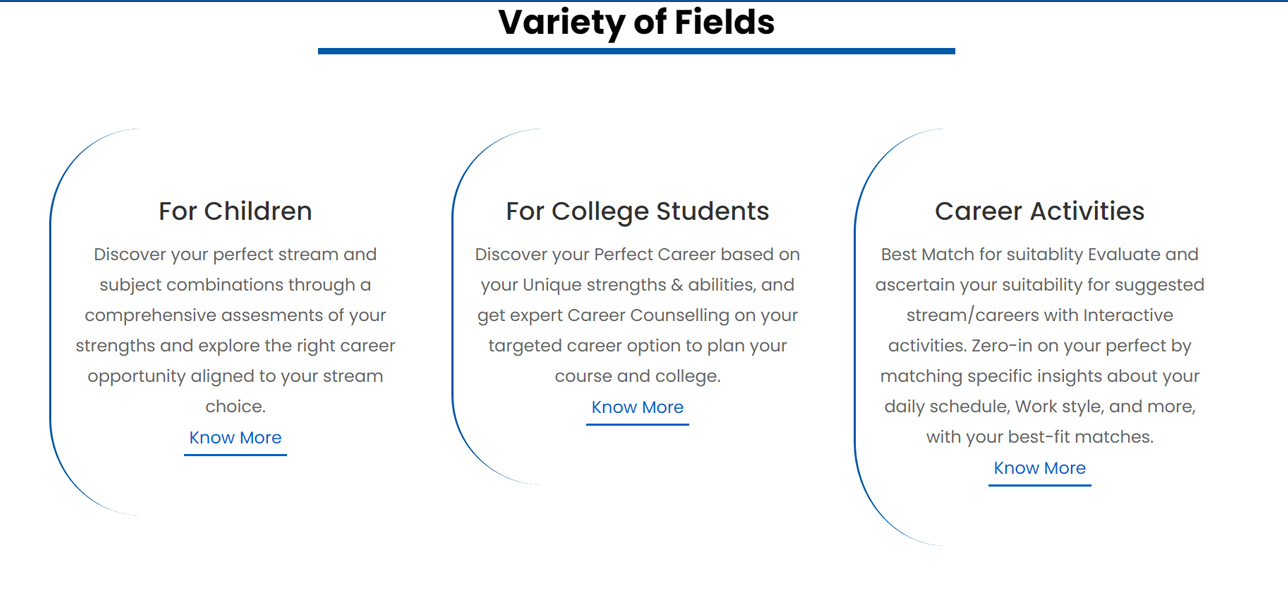 Variety of Fields
For Children
Discover your perfect stream and
subject combinations through a
comprehensive assesments of your
strengths and explore the right career
opportunity aligned to your stream
choice.
Know More
For College Students
Discover your Perfect Career based on
your Unique strengths & abilities, and
get expert Career Counselling on your
targeted career option to plan your
course and college.
Know More
Career Activities
Best Match for suitablity Evaluate and
ascertain your suitability for suggested
stream/careers with Interactive
activities. Zero-in on your perfect by
matching specific insights about your
daily schedule, Work style, and more,
with your best-fit matches.
Know More